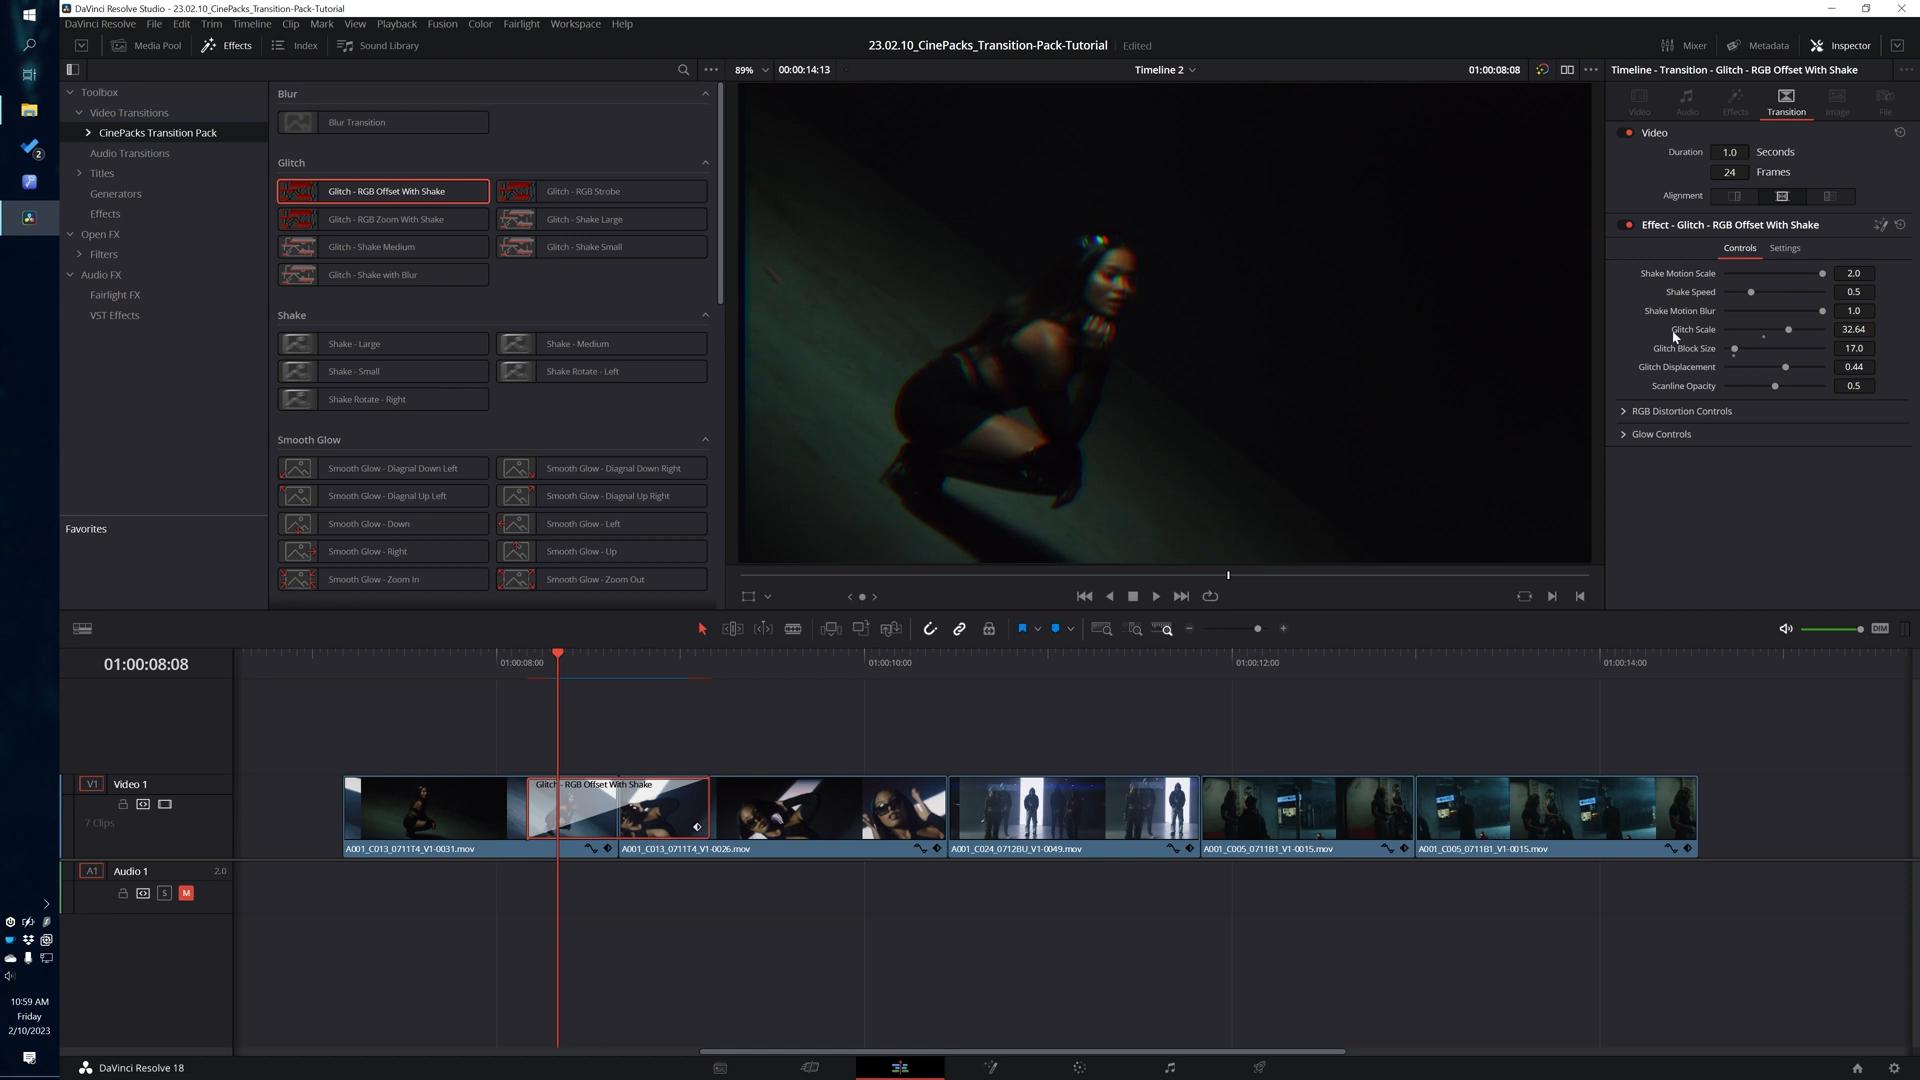 DaVinci Resolve Studio - 23.02.10_CinePacks_Transition-Pack-Tutorial
DaVinci Resolve File Edit Trim Timeline Clip Mark View Playback Fusion Color Fairlight Workspace Help
Media Pool Effects Index Sound Library
23.02.10_CinePacks_Transition-Pack-Tutorial Edited
Mixer Metadata Inspector
89% 00:00:14:13 Timeline 2 01:00:08:08
Timeline - Transition - Glitch - RGB Offset With Shake
Toolbox
Video Transitions
CinePacks Transition Pack
Audio Transitions
Titles
Generators
Effects
Open FX
Filters
Audio FX
Fairlight FX
VST Effects
Favorites
Blur
Blur Transition
Glitch
Glitch - RGB Offset With Shake Glitch - RGB Strobe
Glitch - RGB Zoom With Shake Glitch - Shake Large
Glitch - Shake Medium Glitch - Shake Small
Glitch - Shake with Blur
Shake
Shake - Large Shake - Medium
Shake - Small Shake Rotate - Left
Shake Rotate - Right
Smooth Glow
Smooth Glow - Diagnal Down Left Smooth Glow - Diagnal Down Right
Smooth Glow - Diagnal Up Left Smooth Glow - Diagnal Up Right
Smooth Glow - Down Smooth Glow - Left
Smooth Glow - Right Smooth Glow - Up
Smooth Glow - Zoom In Smooth Glow - Zoom Out
Video Audio Effects Transition Image File
Video
Duration 1.0 Seconds
24 Frames
Alignment
Effect - Glitch - RGB Offset With Shake
Controls Settings
Shake Motion Scale 2.0
Shake Speed 0.5
Shake Motion Blur 1.0
Glitch Scale 32.64
Glitch Block Size 17.0
Glitch Displacement 0.44
Scanline Opacity 0.5
RGB Distortion Controls
Glow Controls
DIM
01:00:08:08
01:00:08:00 01:00:10:00 01:00:12:00 01:00:14:00
V1 Video 1
7 Clips
Glitch - RGB Offset With Shake
A001_C013_0711T4_V1-0031.mov A001_C013_0711T4_V1-0026.mov A001_C024_0712BU_V1-0049.mov A001_C005_0711B1_V1-0015.mov A001_C005_0711B1_V1-0015.mov
A1 Audio 1 2.0
S M
2
10:59 AM
Friday
2/10/2023
DaVinci Resolve 18